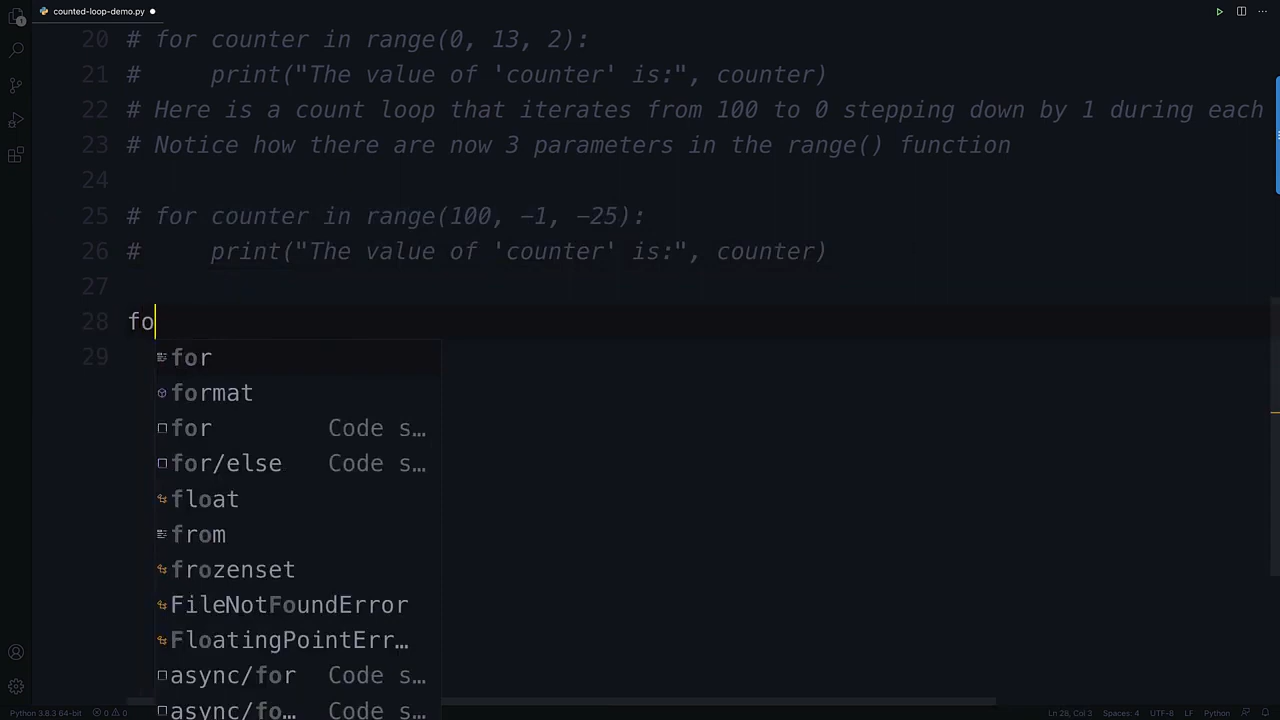 counted-loop-demo.py
20 # for counter in range(0, 13, 2):
21 #     print("The value of 'counter' is:", counter)
22 # Here is a count loop that iterates from 100 to 0 stepping down by 1 during each
23 # Notice how there are now 3 parameters in the range() function
24
25 # for counter in range(100, -1, -25):
26 #     print("The value of 'counter' is:", counter)
27
28 fo
29
for
format
for Code s…
for/else Code s…
float
from
frozenset
FileNotFoundError
FloatingPointErr…
async/for Code s…
async/fo… Code s…
1
Python 3.8.3 64-bit 0 0 Ln 28, Col 3 Spaces: 4 UTF-8 LF Python